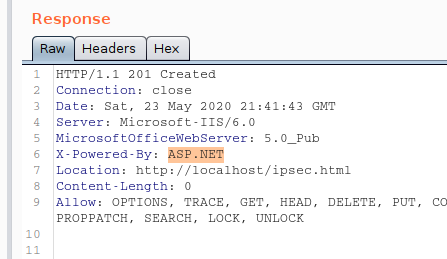 Response
Raw Headers Hex
1 HTTP/1.1 201 Created
2 Connection: close
3 Date: Sat, 23 May 2020 21:41:43 GMT
4 Server: Microsoft-IIS/6.0
5 MicrosoftOfficeWebServer: 5.0_Pub
6 X-Powered-By: ASP.NET
7 Location: http://localhost/ipsec.html
8 Content-Length: 0
9 Allow: OPTIONS, TRACE, GET, HEAD, DELETE, PUT, CO
PROPPATCH, SEARCH, LOCK, UNLOCK
10
11